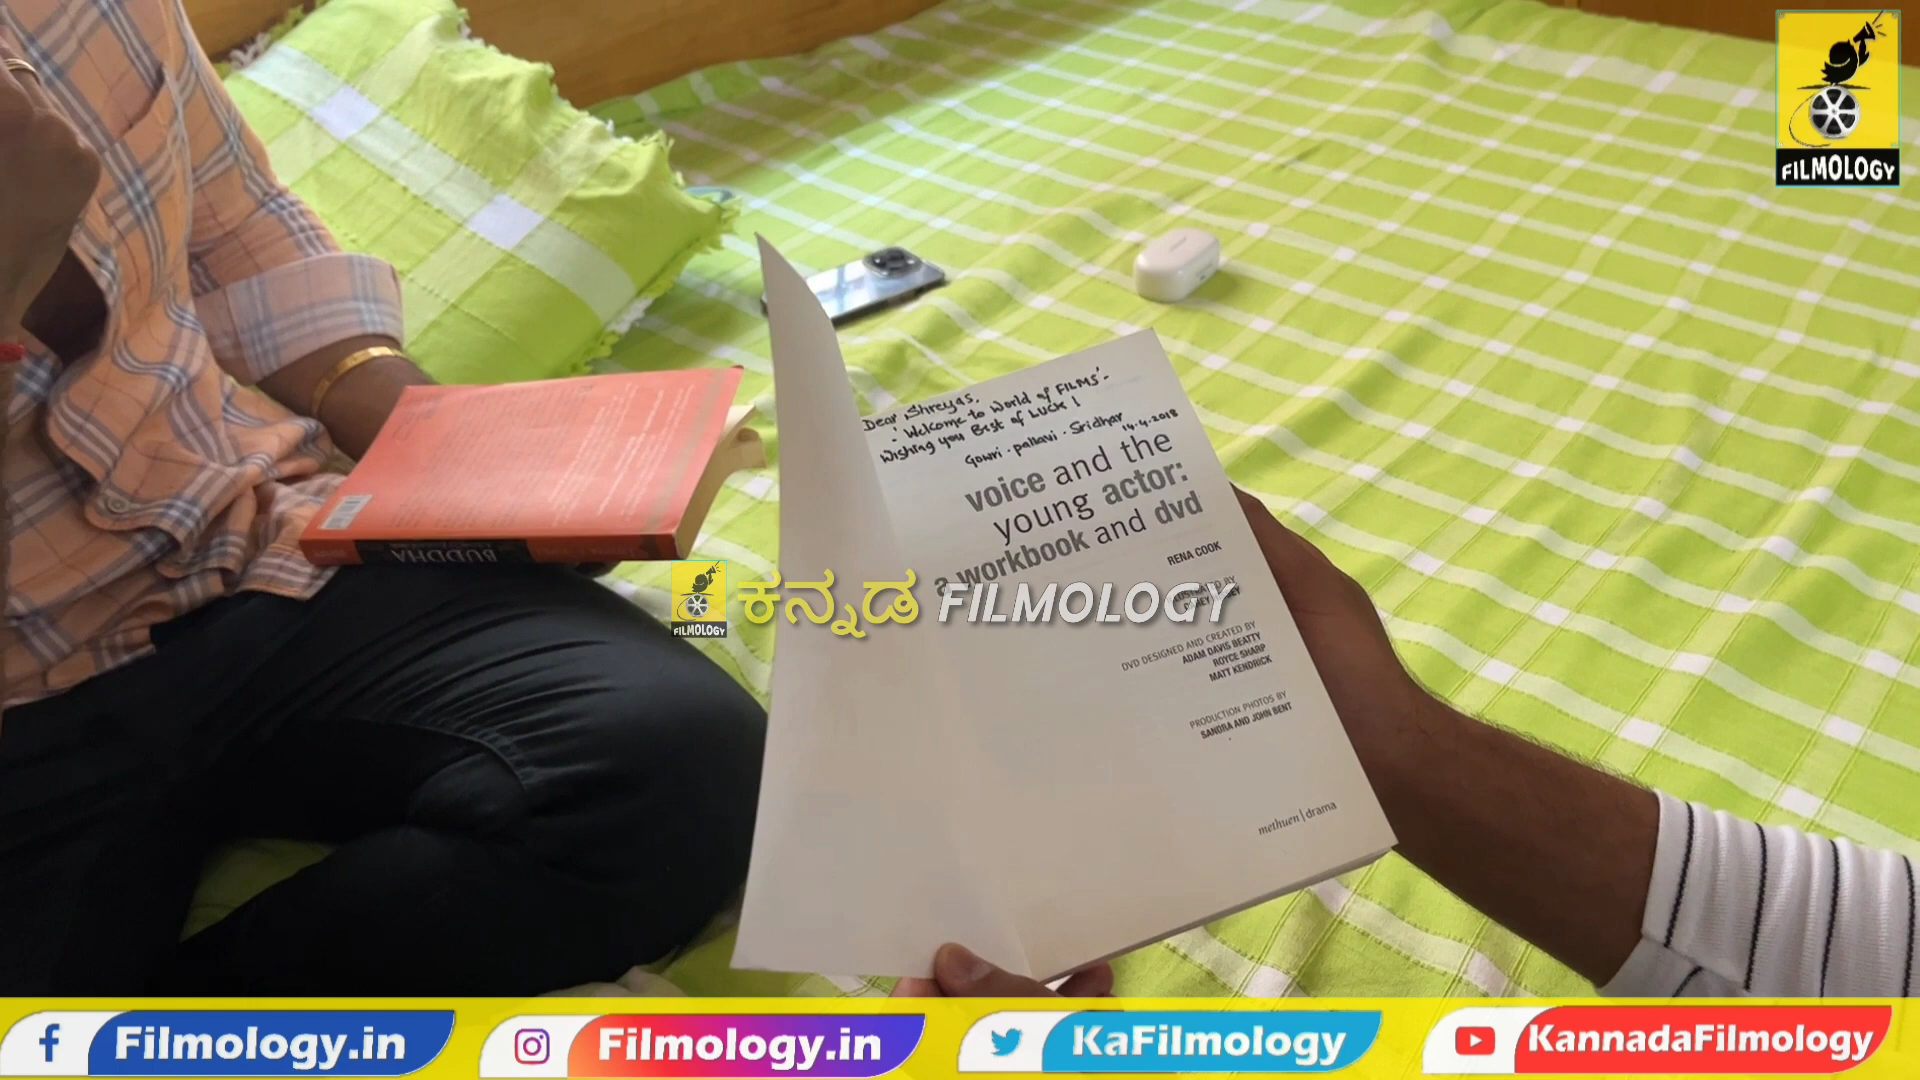 FILMOLOGY
Dear Shreyas,
- 'Welcome to World of FILMS' -
Wishing you Best of LUCK !
Gowri . pallavi . Sridhar
14.4.2018
voice and the
young actor:
a workbook and dvd
RENA COOK
DVD DESIGNED AND CREATED BY
ADAM DAVIS BEATTY
ROYCE SHARP
MATT KENDRICK
PRODUCTION PHOTOS BY
SANDRA AND JOHN BENT
methuen | drama
BUDDHA
FILMOLOGY
ಕನ್ನಡ FILMOLOGY
Filmology.in
Filmology.in
KaFilmology
KannadaFilmology